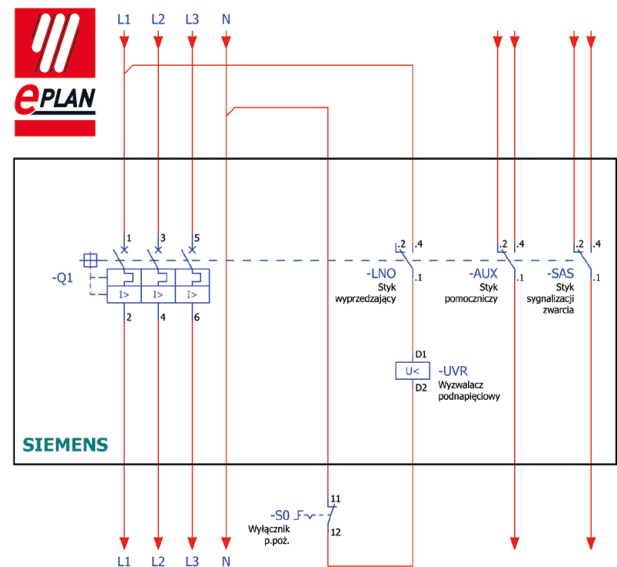 L1 L2 L3 N
ePLAN
1 3 5 .2 .4 .2 .4 .2 .4
-Q1 -LNO .1 -AUX .1 -SAS .1
I> I> I>
Styk
wyprzedzający
Styk
pomocniczy
Styk
sygnalizacji
zwarcia
2 4 6
D1
U< -UVR
D2
Wyzwalacz
podnapięciowy
SIEMENS
11
-S0
12
Wyłącznik
p.poż.
L1 L2 L3 N